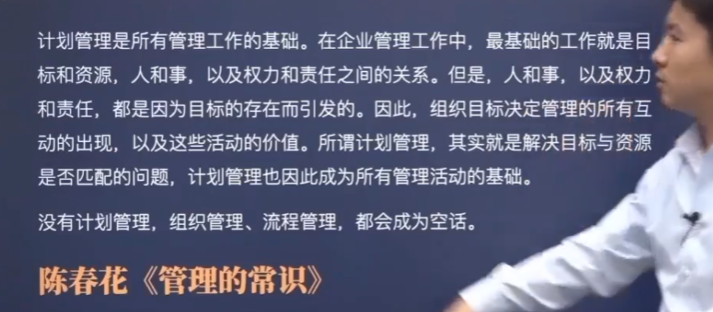 计划管理是所有管理工作的基础。在企业管理工作中，最基础的工作就是目
标和资源，人和事，以及权力和责任之间的关系。但是，人和事，以及权力
和责任，都是因为目标的存在而引发的。因此，组织目标决定管理的所有互
动的出现，以及这些活动的价值。所谓计划管理，其实就是解决目标与资源
是否匹配的问题，计划管理也因此成为所有管理活动的基础。
没有计划管理，组织管理、流程管理，都会成为空话。
陈春花《管理的常识》